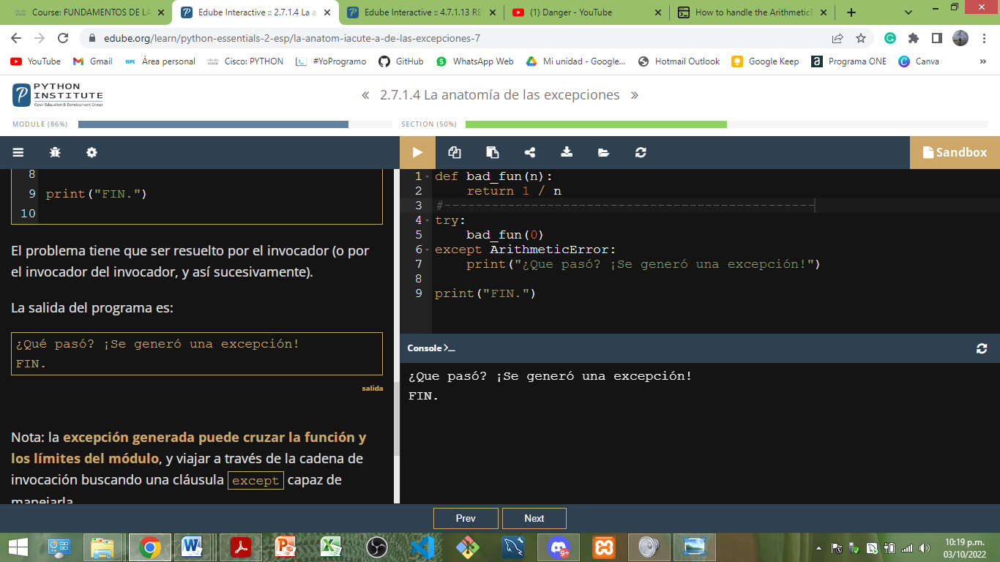 Course: FUNDAMENTOS DE LA
Edube Interactive :: 2.7.1.4 La a
Edube Interactive :: 4.7.1.13 RE
(1) Danger - YouTube
How to handle the ArithmeticE
edube.org/learn/python-essentials-2-esp/la-anatom-iacute-a-de-las-excepciones-7
YouTube
Gmail
Área personal
Cisco: PYTHON
#YoProgramo
GitHub
WhatsApp Web
Mi unidad - Google...
Hotmail Outlook
Google Keep
Programa ONE
Canva
»
PYTHON
INSTITUTE
Open Education & Development Group
« 2.7.1.4 La anatomía de las excepciones »
MODULE (86%)
SECTION (50%)
Sandbox
8
9 print("FIN.")
10
El problema tiene que ser resuelto por el invocador (o por
el invocador del invocador, y así sucesivamente).
La salida del programa es:
¿Qué pasó? ¡Se generó una excepción!
FIN.
salida
Nota: la excepción generada puede cruzar la función y
los límites del módulo, y viajar a través de la cadena de
invocación buscando una cláusula except capaz de
manejarla.
1 def bad_fun(n):
2     return 1 / n
3 #-----------------------------------------------
4 try:
5     bad_fun(0)
6 except ArithmeticError:
7     print("¿Que pasó? ¡Se generó una excepción!")
8
9 print("FIN.")
Console >_
¿Que pasó? ¡Se generó una excepción!
FIN.
Prev
Next
9+
10:19 p.m.
03/10/2022